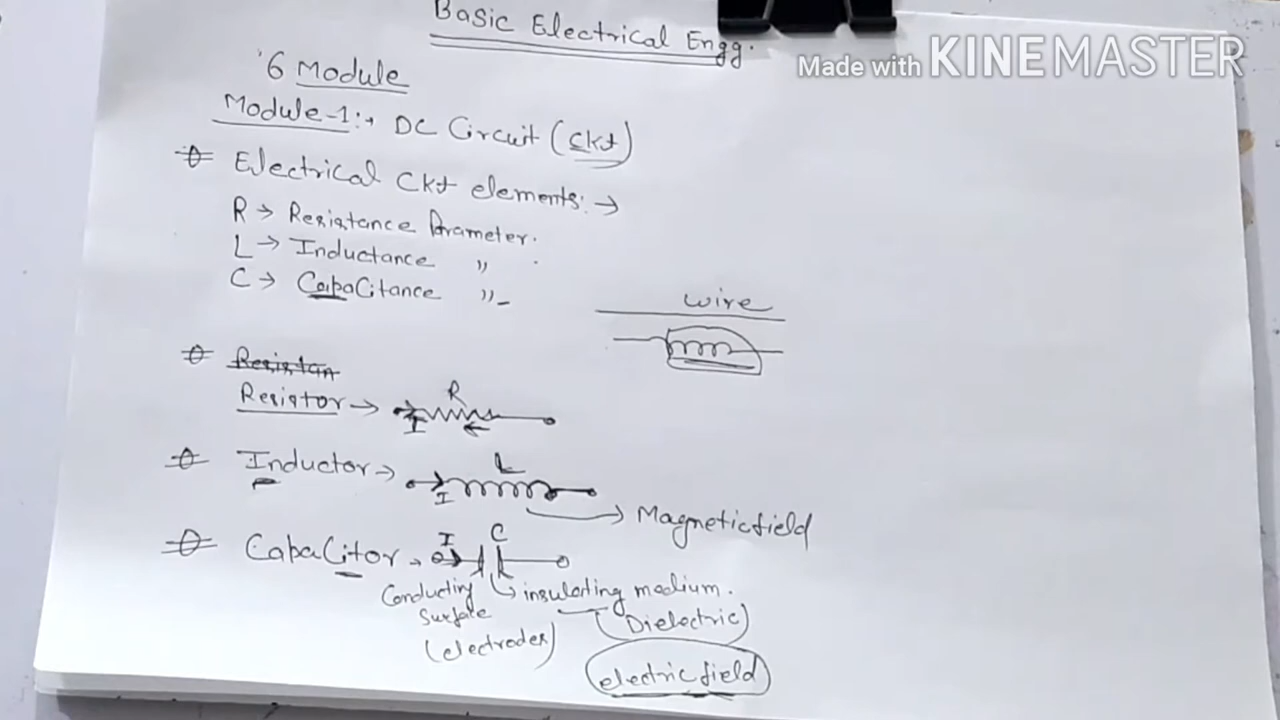 Basic Electrical Engg.
Made with KINEMASTER
6 Module
Module-1:→ DC Circuit (Ckt)
Electrical Ckt elements:→
R → Resistance Parameter.
L → Inductance "
C → Capacitance "
wire
Resistan
Resistor → R
I
Inductor → L
I
→ Magneticfield
Capacitor → I C
Conducting
Surface
(electrodes)
insulating medium.
(Dielectric)
electric field